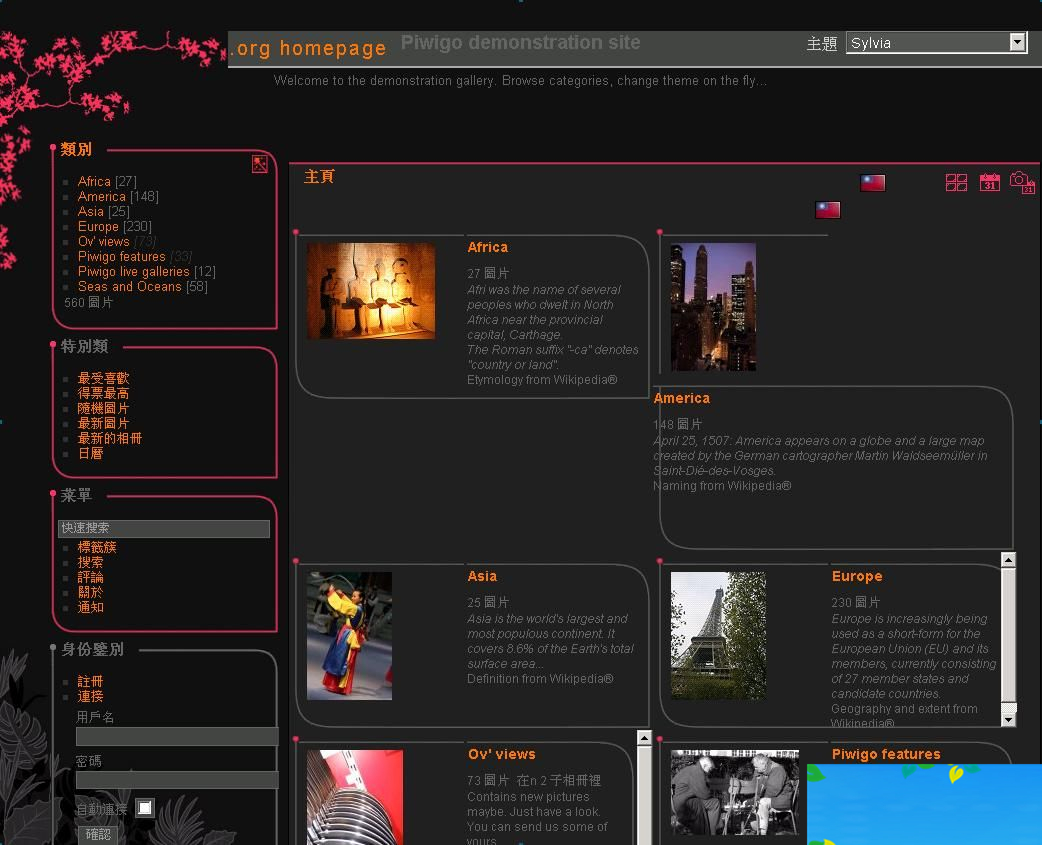 .org homepage
Piwigo demonstration site
主題
Sylvia
Welcome to the demonstration gallery. Browse categories, change theme on the fly...
類別
Africa [27]
America [148]
Asia [25]
Europe [230]
Ov' views [73]
Piwigo features [33]
Piwigo live galleries [12]
Seas and Oceans [58]
560 圖片
特別類
最受喜歡
得票最高
隨機圖片
最新圖片
最新的相冊
日曆
菜單
快速搜索
標籤簇
搜索
評論
關於
通知
身份鑒別
註冊
連接
用戶名
密碼
自動連接
確認
主頁
31
31
Africa
27 圖片
Afri was the name of several
peoples who dwelt in North
Africa near the provincial
capital, Carthage.
The Roman suffix "-ca" denotes
"country or land".
Etymology from Wikipedia®
America
148 圖片
April 25, 1507: America appears on a globe and a large map
created by the German cartographer Martin Waldseemüller in
Saint-Dié-des-Vosges.
Naming from Wikipedia®
Asia
25 圖片
Asia is the world's largest and
most populous continent. It
covers 8.6% of the Earth's total
surface area...
Definition from Wikipedia®
Europe
230 圖片
Europe is increasingly being
used as a short-form for the
European Union (EU) and its
members, currently consisting
of 27 member states and
candidate countries.
Geography and extent from
Wikipedia®
Ov' views
73 圖片 在n 2 子相冊裡
Contains new pictures
maybe. Just have a look.
You can send us some of
yours
Piwigo features